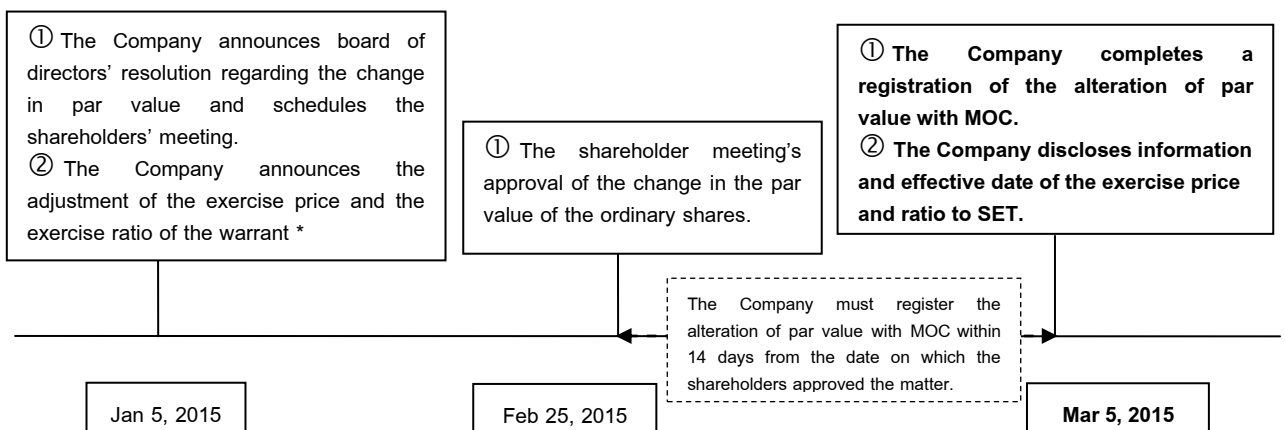 ① The Company announces board of
directors’ resolution regarding the change
in par value and schedules the
shareholders’ meeting.
② The Company announces the
adjustment of the exercise price and the
exercise ratio of the warrant *
① The shareholder meeting’s
approval of the change in the par
value of the ordinary shares.
① The Company completes a
registration of the alteration of par
value with MOC.
② The Company discloses information
and effective date of the exercise price
and ratio to SET.
The Company must register the
alteration of par value with MOC within
14 days from the date on which the
shareholders approved the matter.
Jan 5, 2015
Feb 25, 2015
Mar 5, 2015